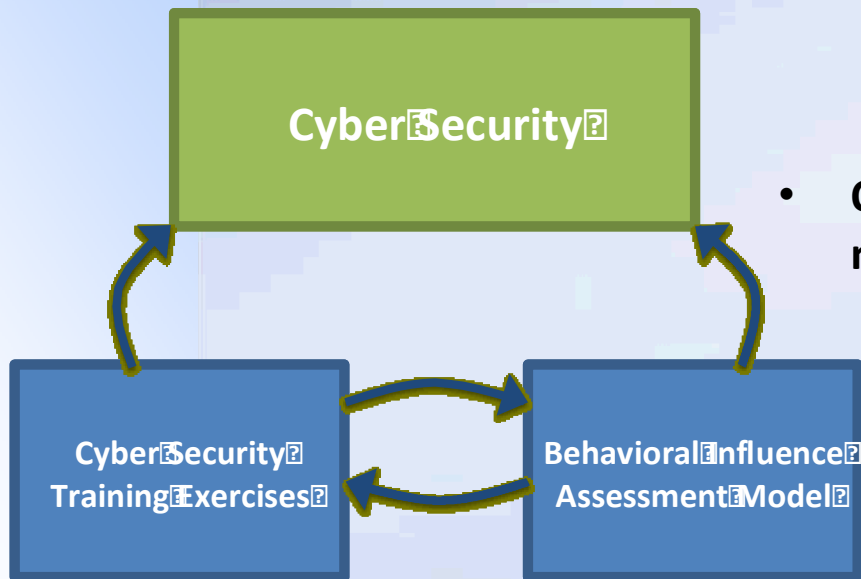 Cyber Security
Cyber Security
Training Exercises
Behavioral Influence
Assessment Model